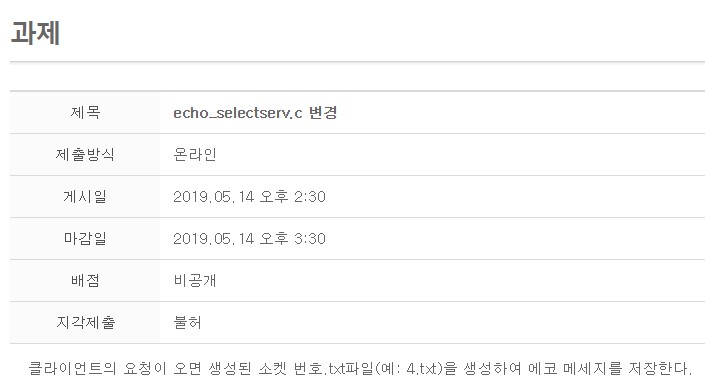 과제
제목 echo_selectserv.c 변경
제출방식 온라인
게시일 2019.05.14 오후 2:30
마감일 2019.05.14 오후 3:30
배점 비공개
지각제출 불허
클라이언트의 요청이 오면 생성된 소켓 번호.txt파일(예: 4.txt)을 생성하여 에코 메세지를 저장한다.